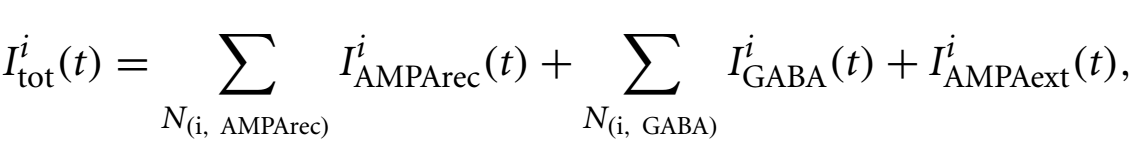 I^i_tot(t) = ∑_{N_(i, AMPArec)} I^i_AMPArec(t) + ∑_{N_(i, GABA)} I^i_GABA(t) + I^i_AMPAext(t),